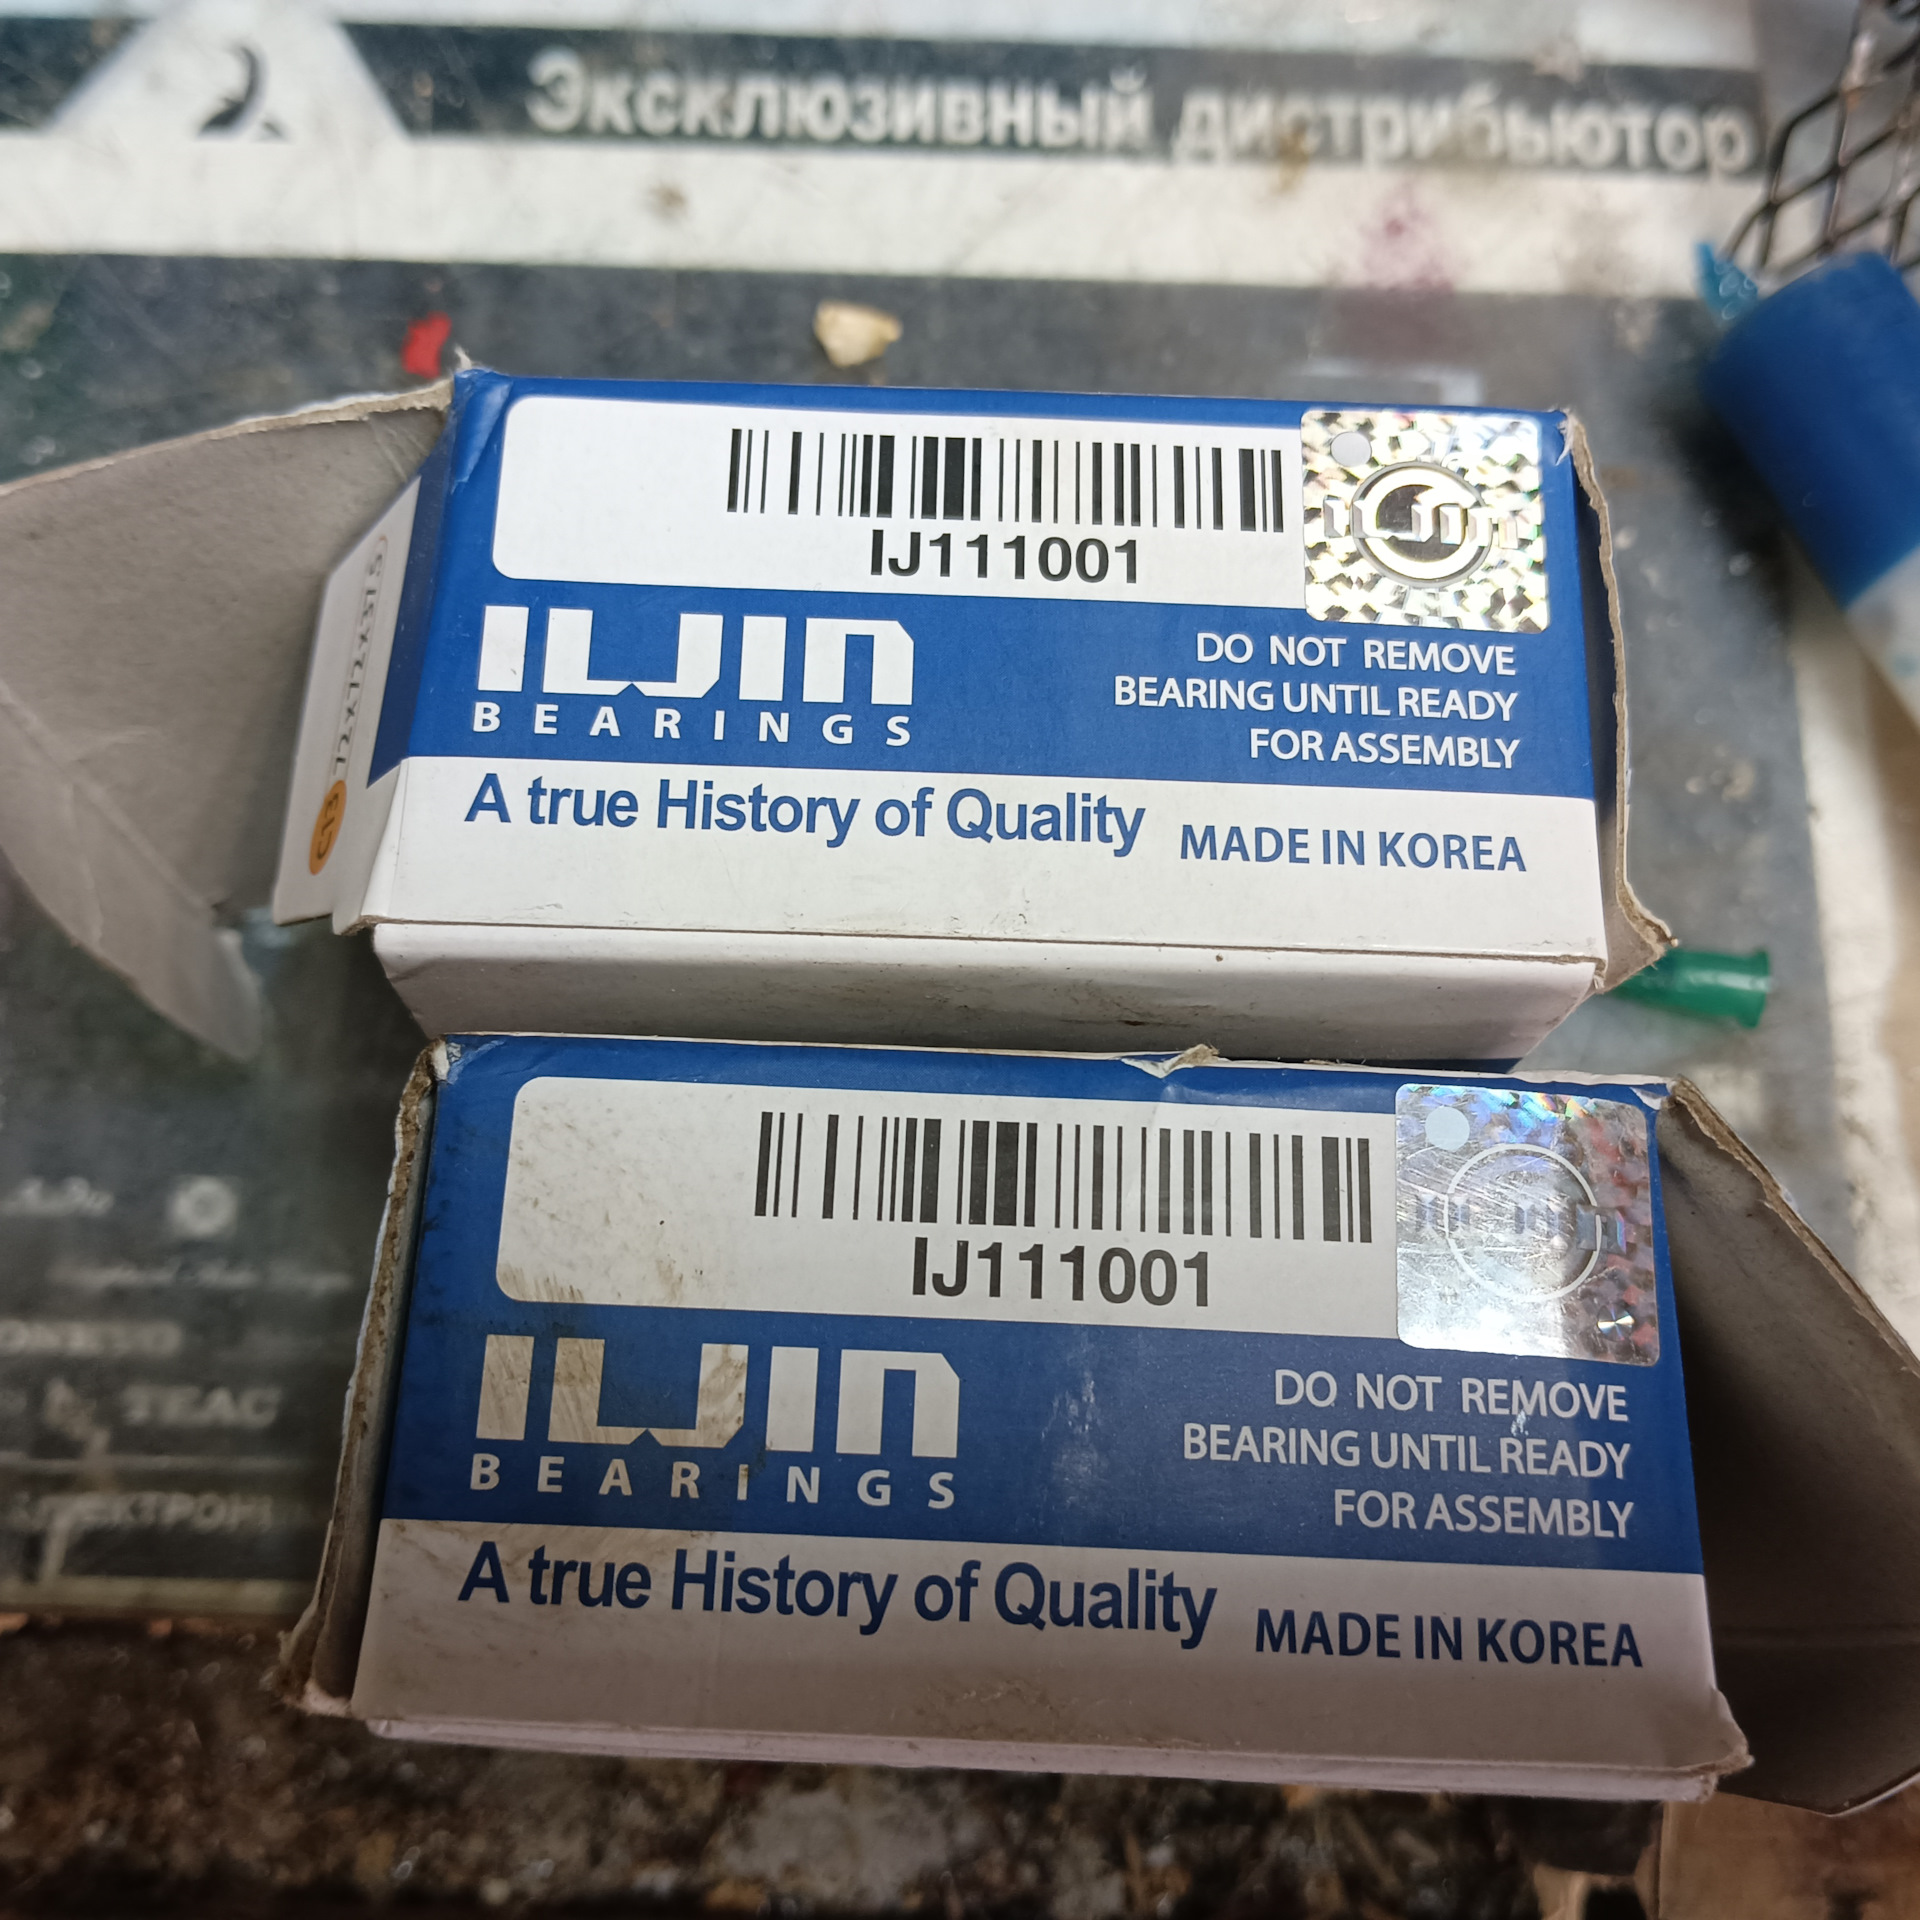 Эксклюзивный дистрибьютор
IJ111001
ILJIN
ILJIN
BEARINGS
DO NOT REMOVE
BEARING UNTIL READY
FOR ASSEMBLY
A true History of Quality
MADE IN KOREA
IJ111001
ILJIN
BEARINGS
DO NOT REMOVE
BEARING UNTIL READY
FOR ASSEMBLY
A true History of Quality
MADE IN KOREA
TEAC